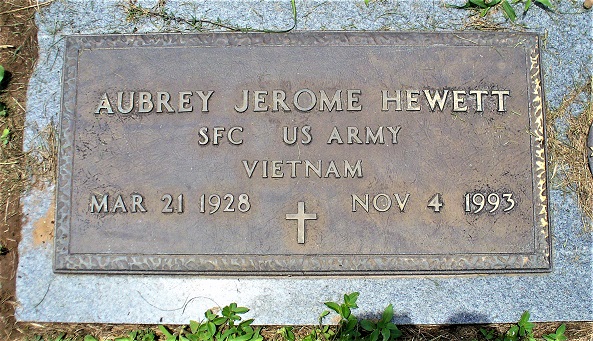 AUBREY JEROME HEWETT
SFC US ARMY
VIETNAM
MAR 21 1928 NOV 4 1993